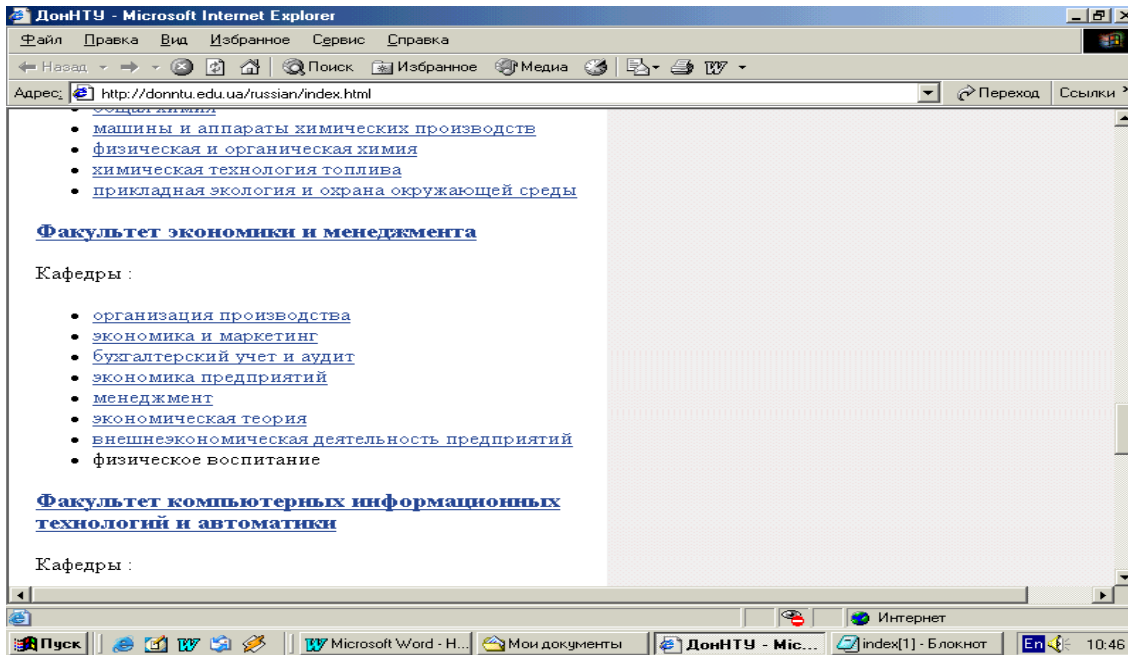 ДонНТУ - Microsoft Internet Explorer
Файл Правка Вид Избранное Сервис Справка
Назад Поиск Избранное Медиа
Адрес: http://donntu.edu.ua/russian/index.html Переход Ссылки »
общая химия
машины и аппараты химических производств
физическая и органическая химия
химическая технология топлива
прикладная экология и охрана окружающей среды
Факультет экономики и менеджмента
Кафедры :
организация производства
экономика и маркетинг
бухгалтерский учет и аудит
экономика предприятий
менеджмент
экономическая теория
внешнеэкономическая деятельность предприятий
физическое воспитание
Факультет компьютерных информационных
технологий и автоматики
Кафедры :
Интернет
Пуск Microsoft Word - Н... Мои документы ДонНТУ - Mic... index[1] - Блокнот En 10:46